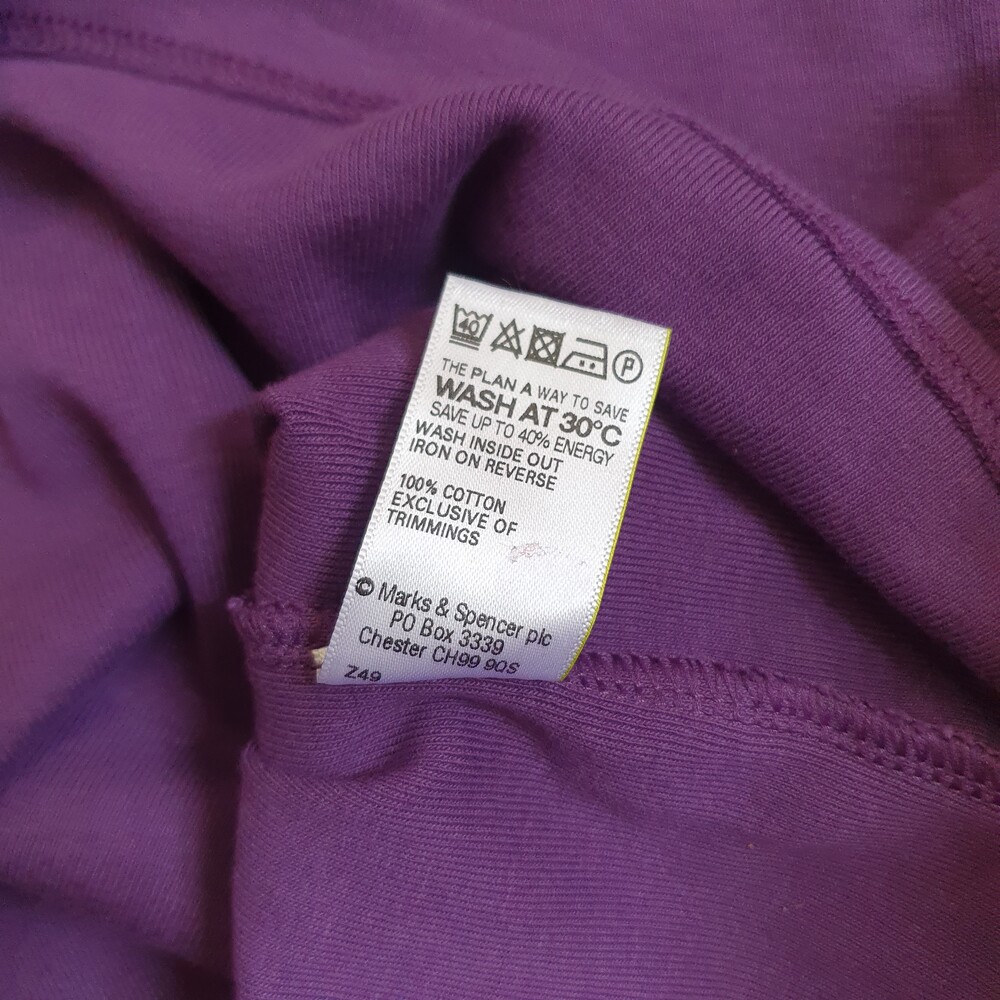 40 P
THE PLAN A WAY TO SAVE
WASH AT 30°C
SAVE UP TO 40% ENERGY
WASH INSIDE OUT
IRON ON REVERSE
100% COTTON
EXCLUSIVE OF
TRIMMINGS
© Marks & Spencer plc
PO Box 3339
Chester CH99 9QS
Z49